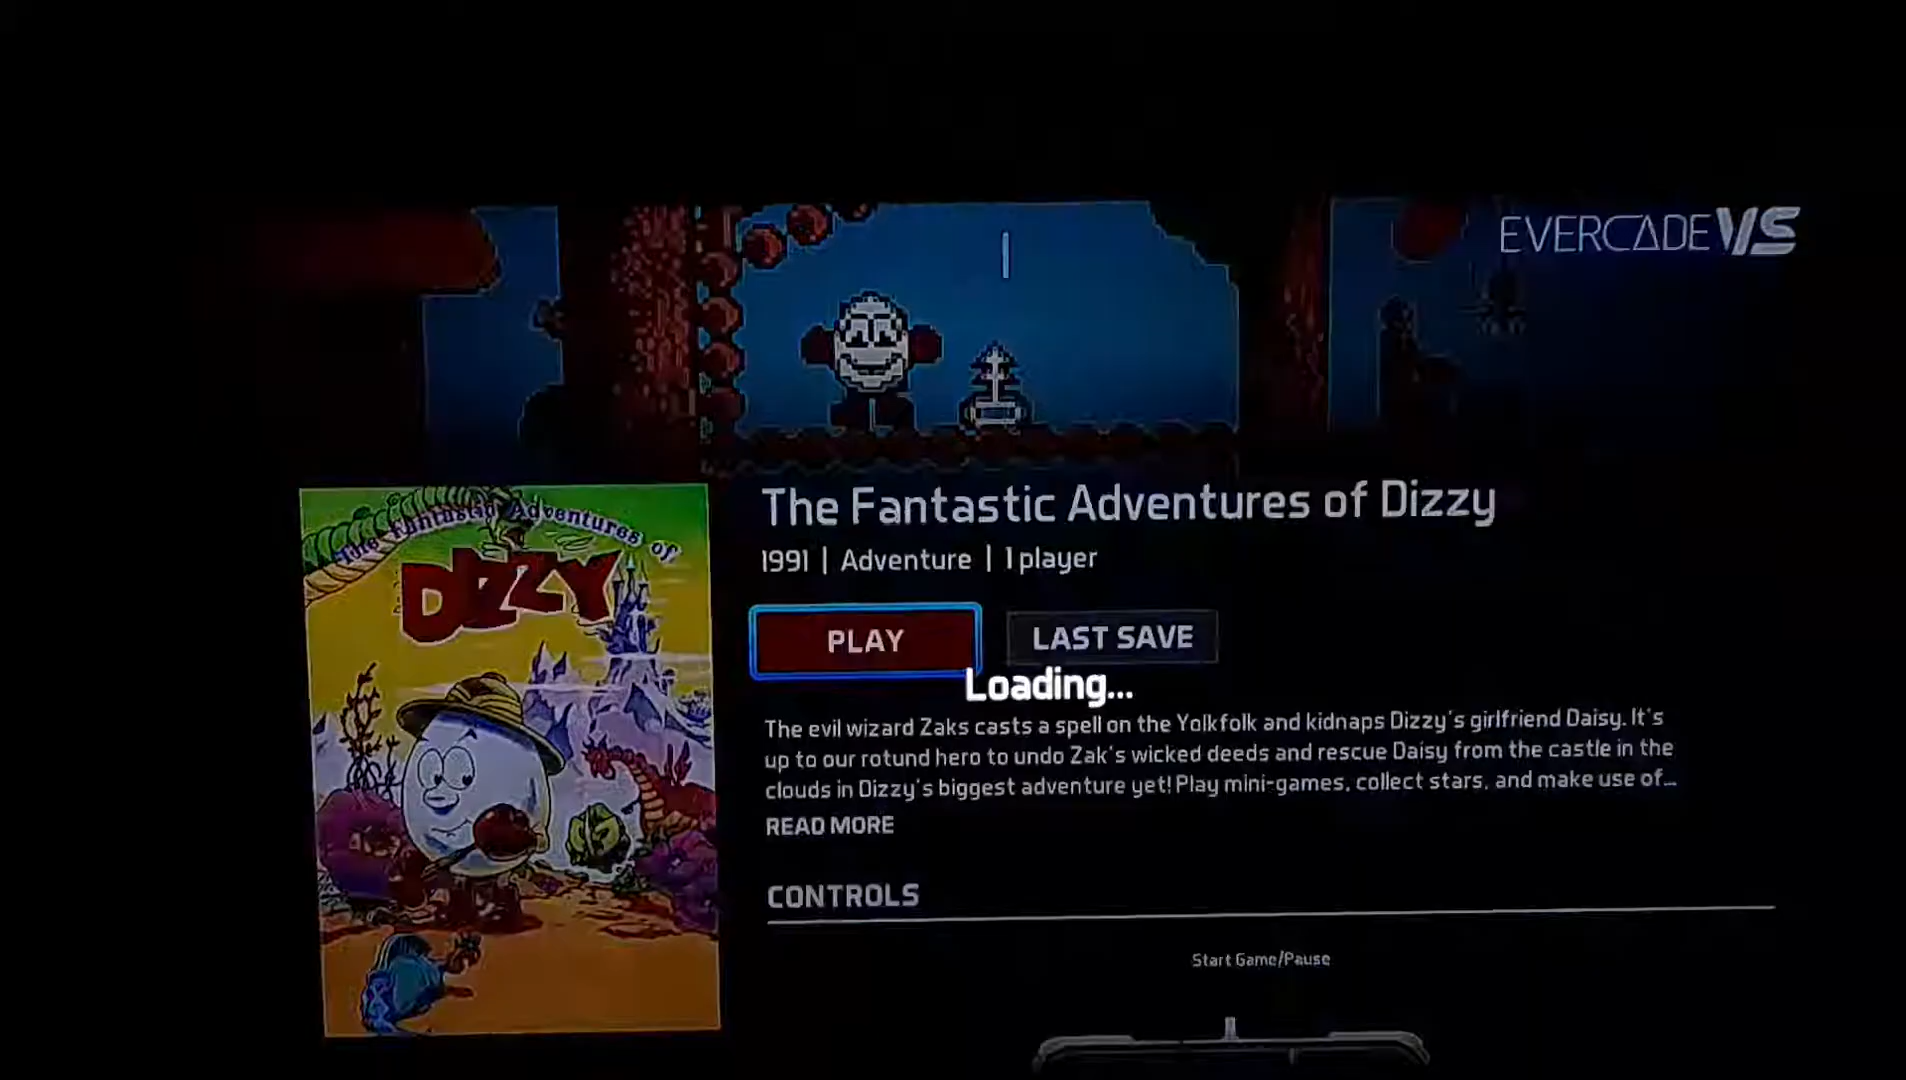 EVERCADE VS
The Fantastic Adventures of
DIZZY
The Fantastic Adventures of Dizzy
1991 | Adventure | 1 player
PLAY
LAST SAVE
Loading...
The evil wizard Zaks casts a spell on the Yolkfolk and kidnaps Dizzy's girlfriend Daisy. It's
up to our rotund hero to undo Zak's wicked deeds and rescue Daisy from the castle in the
clouds in Dizzy's biggest adventure yet! Play mini-games, collect stars, and make use of...
READ MORE
CONTROLS
Start Game/Pause